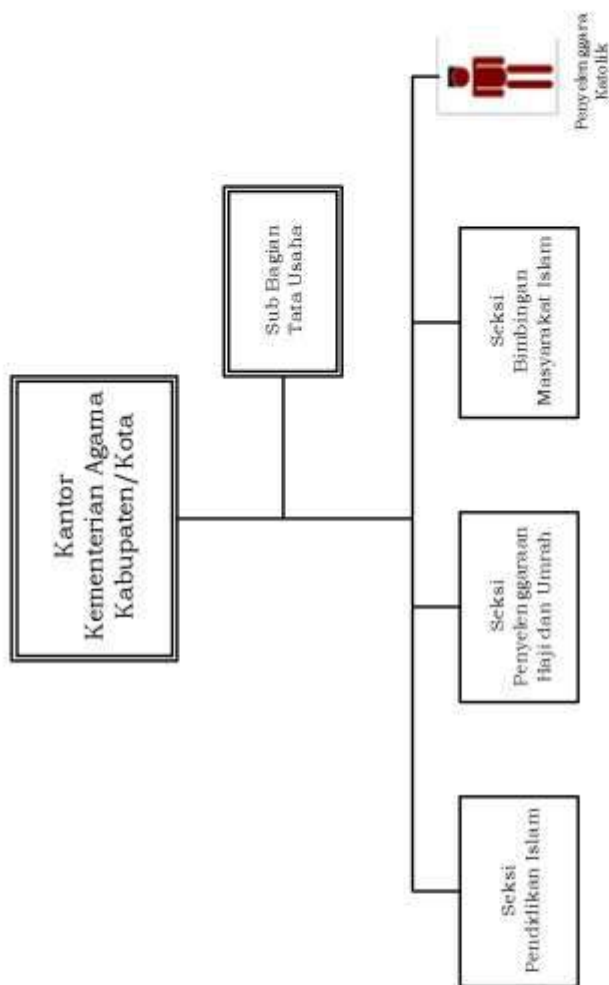 Kantor
Kementerian Agama
Kabupaten/Kota
Sub Bagian
Tata Usaha
Seksi
Pendidikan Islam
Seksi
Penyelenggaraan
Haji dan Umrah
Seksi
Bimbingan
Masyarakat Islam
Penyelenggara
Katolik